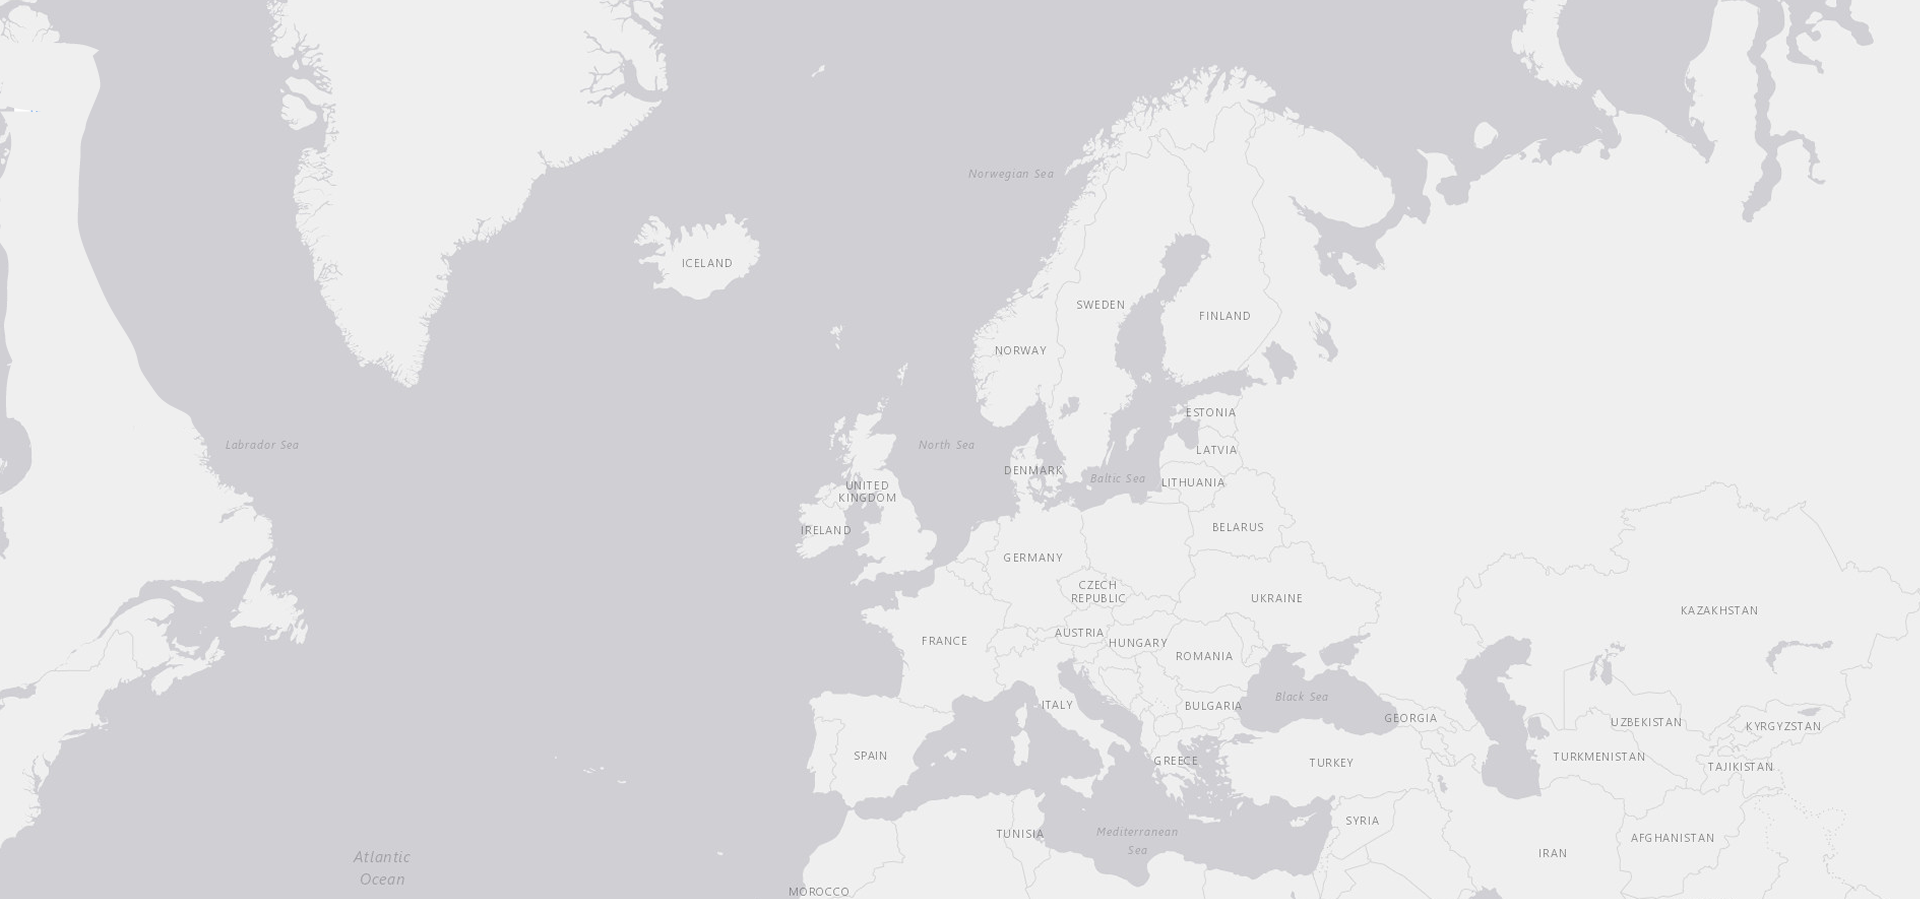 Norwegian Sea
ICELAND
SWEDEN
FINLAND
NORWAY
ESTONIA
Labrador Sea
North Sea
LATVIA
DENMARK
Baltic Sea
LITHUANIA
UNITED
KINGDOM
IRELAND
BELARUS
GERMANY
CZECH
REPUBLIC
UKRAINE
KAZAKHSTAN
AUSTRIA
FRANCE
HUNGARY
ROMANIA
Black Sea
ITALY
BULGARIA
GEORGIA
UZBEKISTAN
KYRGYZSTAN
SPAIN
GREECE
TURKEY
TURKMENISTAN
TAJIKISTAN
SYRIA
TUNISIA
Mediterranean
Sea
AFGHANISTAN
IRAN
Atlantic
Ocean
MOROCCO